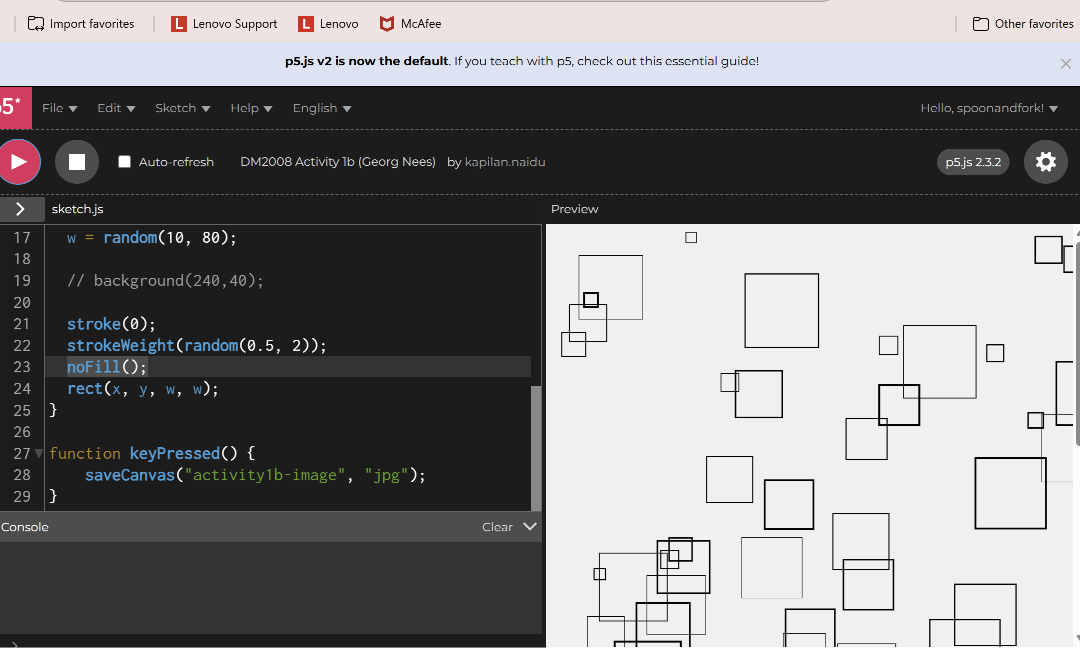 Import favorites
Lenovo Support
Lenovo
McAfee
Other favorites
p5.js v2 is now the default. If you teach with p5, check out this essential guide!
5*
File
Edit
Sketch
Help
English
Hello, spoonandfork!
Auto-refresh
DM2008 Activity 1b (Georg Nees) by kapilan.naidu
p5.js 2.3.2
sketch.js
Preview
17 w = random(10, 80);
18
19 // background(240,40);
20
21 stroke(0);
22 strokeWeight(random(0.5, 2));
23 noFill();
24 rect(x, y, w, w);
25 }
26
27 function keyPressed() {
28 saveCanvas("activity1b-image", "jpg");
29 }
Console
Clear